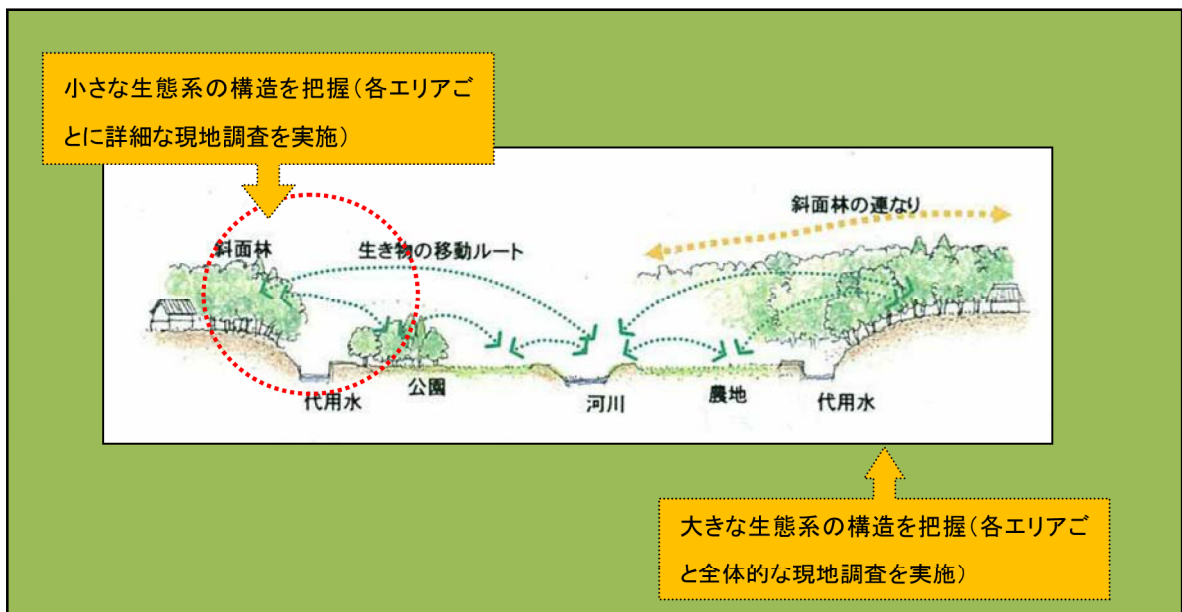 小さな生態系の構造を把握(各エリアご
とに詳細な現地調査を実施)
斜面林の連なり
斜面林
生き物の移動ルート
公園
農地
代用水
河川
代用水
大きな生態系の構造を把握(各エリアご
と全体的な現地調査を実施)